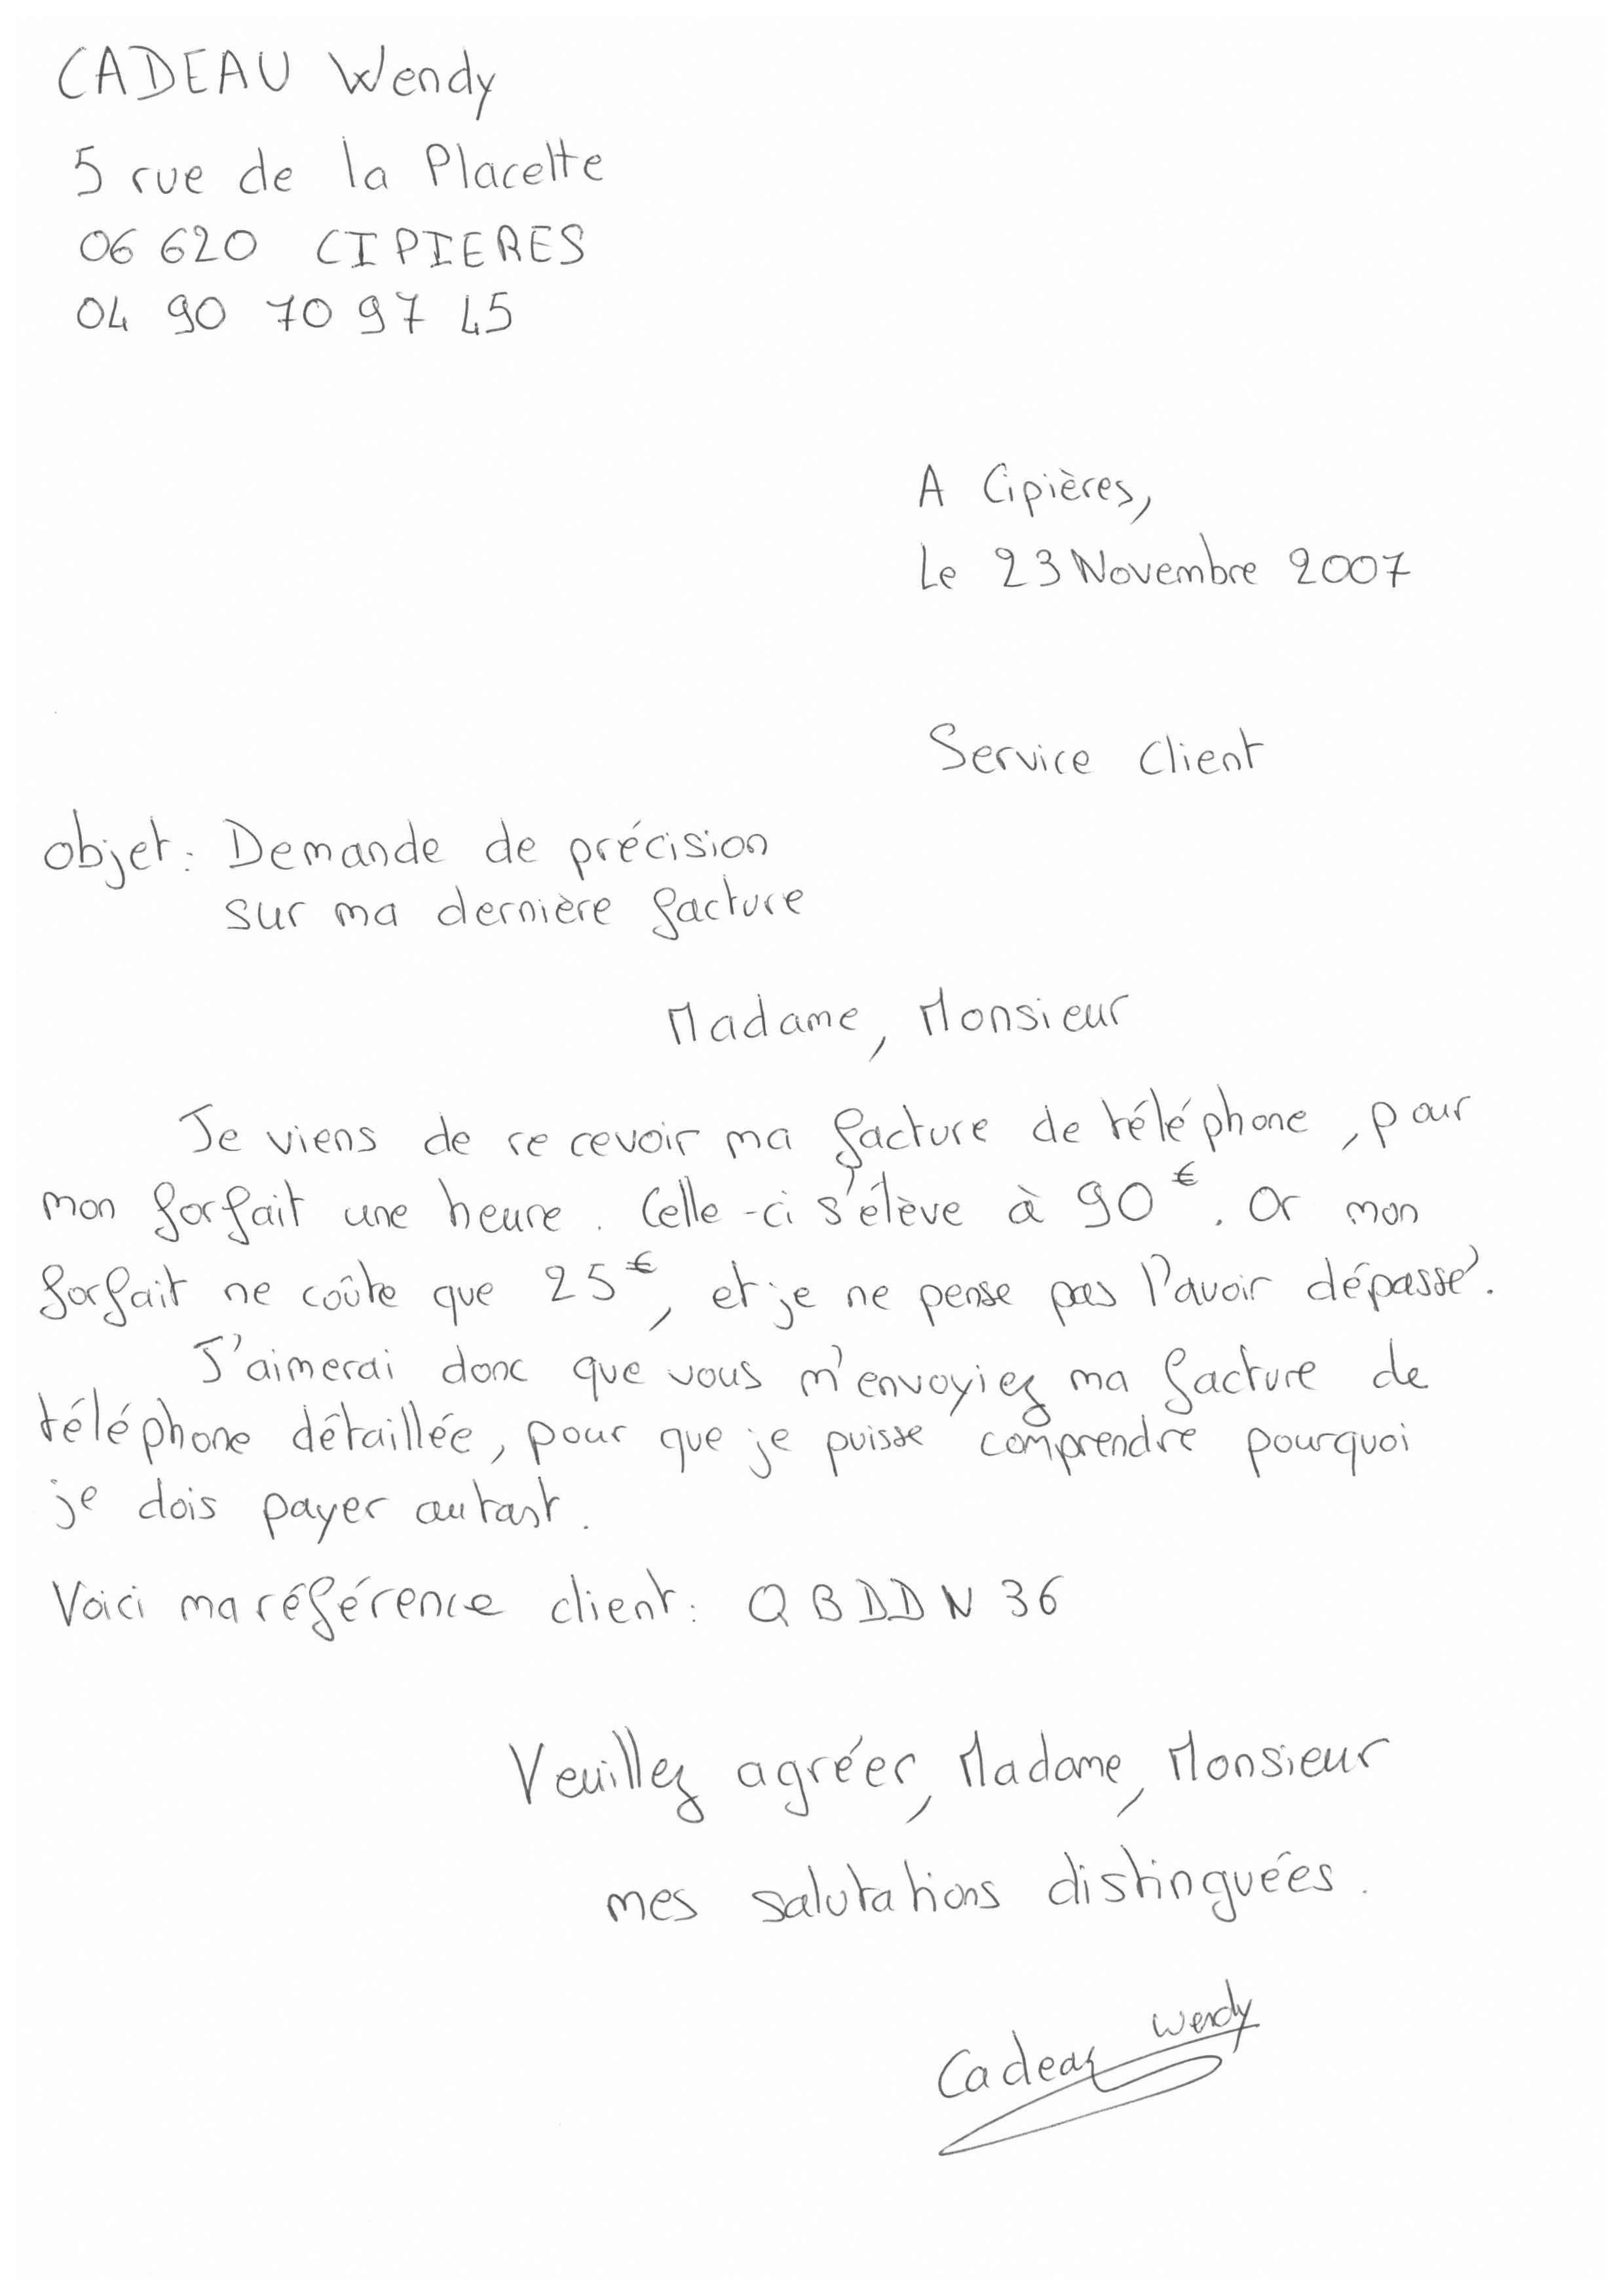 CADEAU Wendy
5 rue de la Placette
06 620 CIPIERES
04 90 70 97 45
A Cipières,
Le 23 Novembre 2007
Service Client
objet : Demande de précision
sur ma dernière facture
Madame, Monsieur
Je viens de recevoir ma facture de téléphone, pour
mon forfait une heure. Celle-ci s'élève à 90€. Or mon
forfait ne coûte que 25€, et je ne pense pas l'avoir dépassé.
J'aimerai donc que vous m'envoyiez ma facture de
téléphone détaillée, pour que je puisse comprendre pourquoi
je dois payer autant.
Voici ma référence client : QBDDN36
Veuillez agréer, Madame, Monsieur
mes salutations distinguées.
Cadeau Wendy